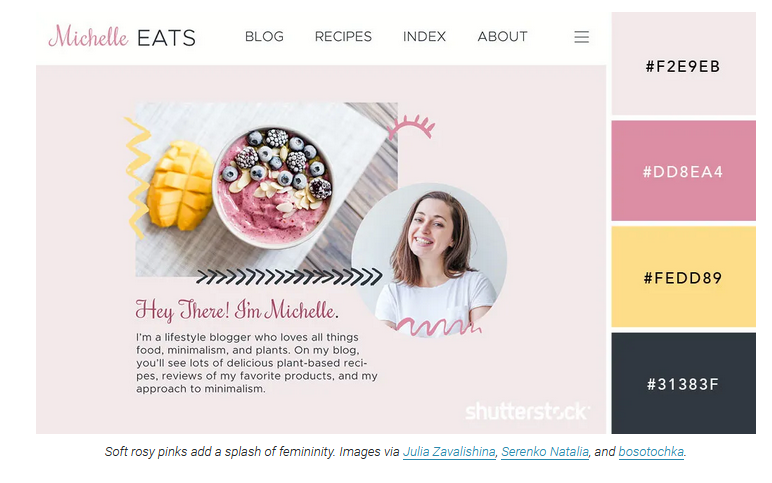 Michelle EATS
BLOG RECIPES INDEX ABOUT
#F2E9EB
#DD8EA4
#FEDD89
#31383F
Hey There! I'm Michelle.
I'm a lifestyle blogger who loves all things
food, minimalism, and plants. On my blog,
you'll see lots of delicious plant-based reci-
pes, reviews of my favorite products, and my
approach to minimalism.
shutterstock
Soft rosy pinks add a splash of femininity. Images via Julia Zavalishina, Serenko Natalia, and bosotochka.